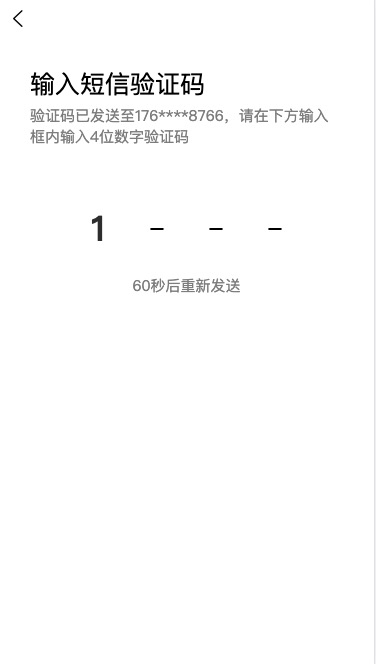 输入短信验证码
验证码已发送至176****8766，请在下方输入
框内输入4位数字验证码
1 - - -
60秒后重新发送